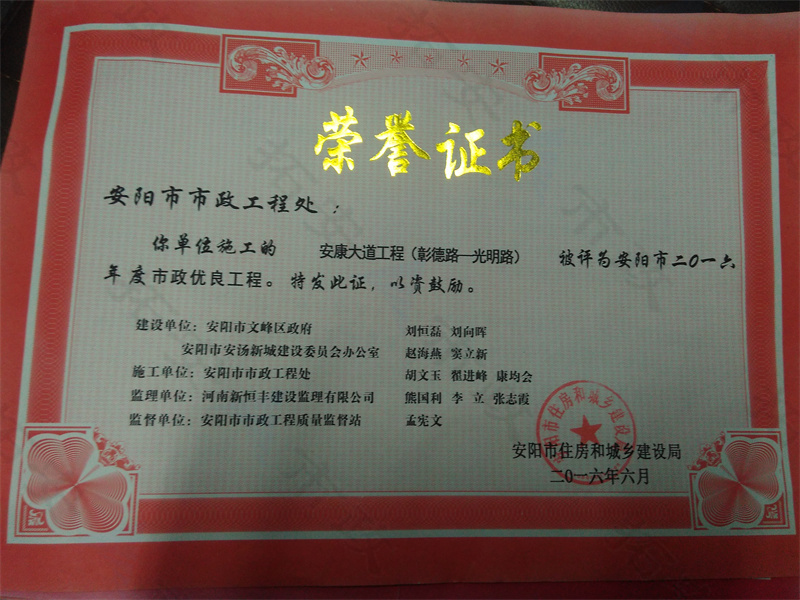 荣誉证书
安阳市市政工程处：
你单位施工的 安康大道工程（彰德路—光明路） 被评为安阳市二0一六
年度市政优良工程。特发此证，以资鼓励。
建设单位：安阳市文峰区政府 刘恒磊 刘向晖
安阳市安汤新城建设委员会办公室 赵海燕 窦立新
施工单位：安阳市市政工程处 胡文玉 翟进峰 康均会
监理单位：河南新恒丰建设监理有限公司 熊国利 李 立 张志霞
监督单位：安阳市市政工程质量监督站 孟宪文
安阳市住房和城乡建设局
二0一六年六月